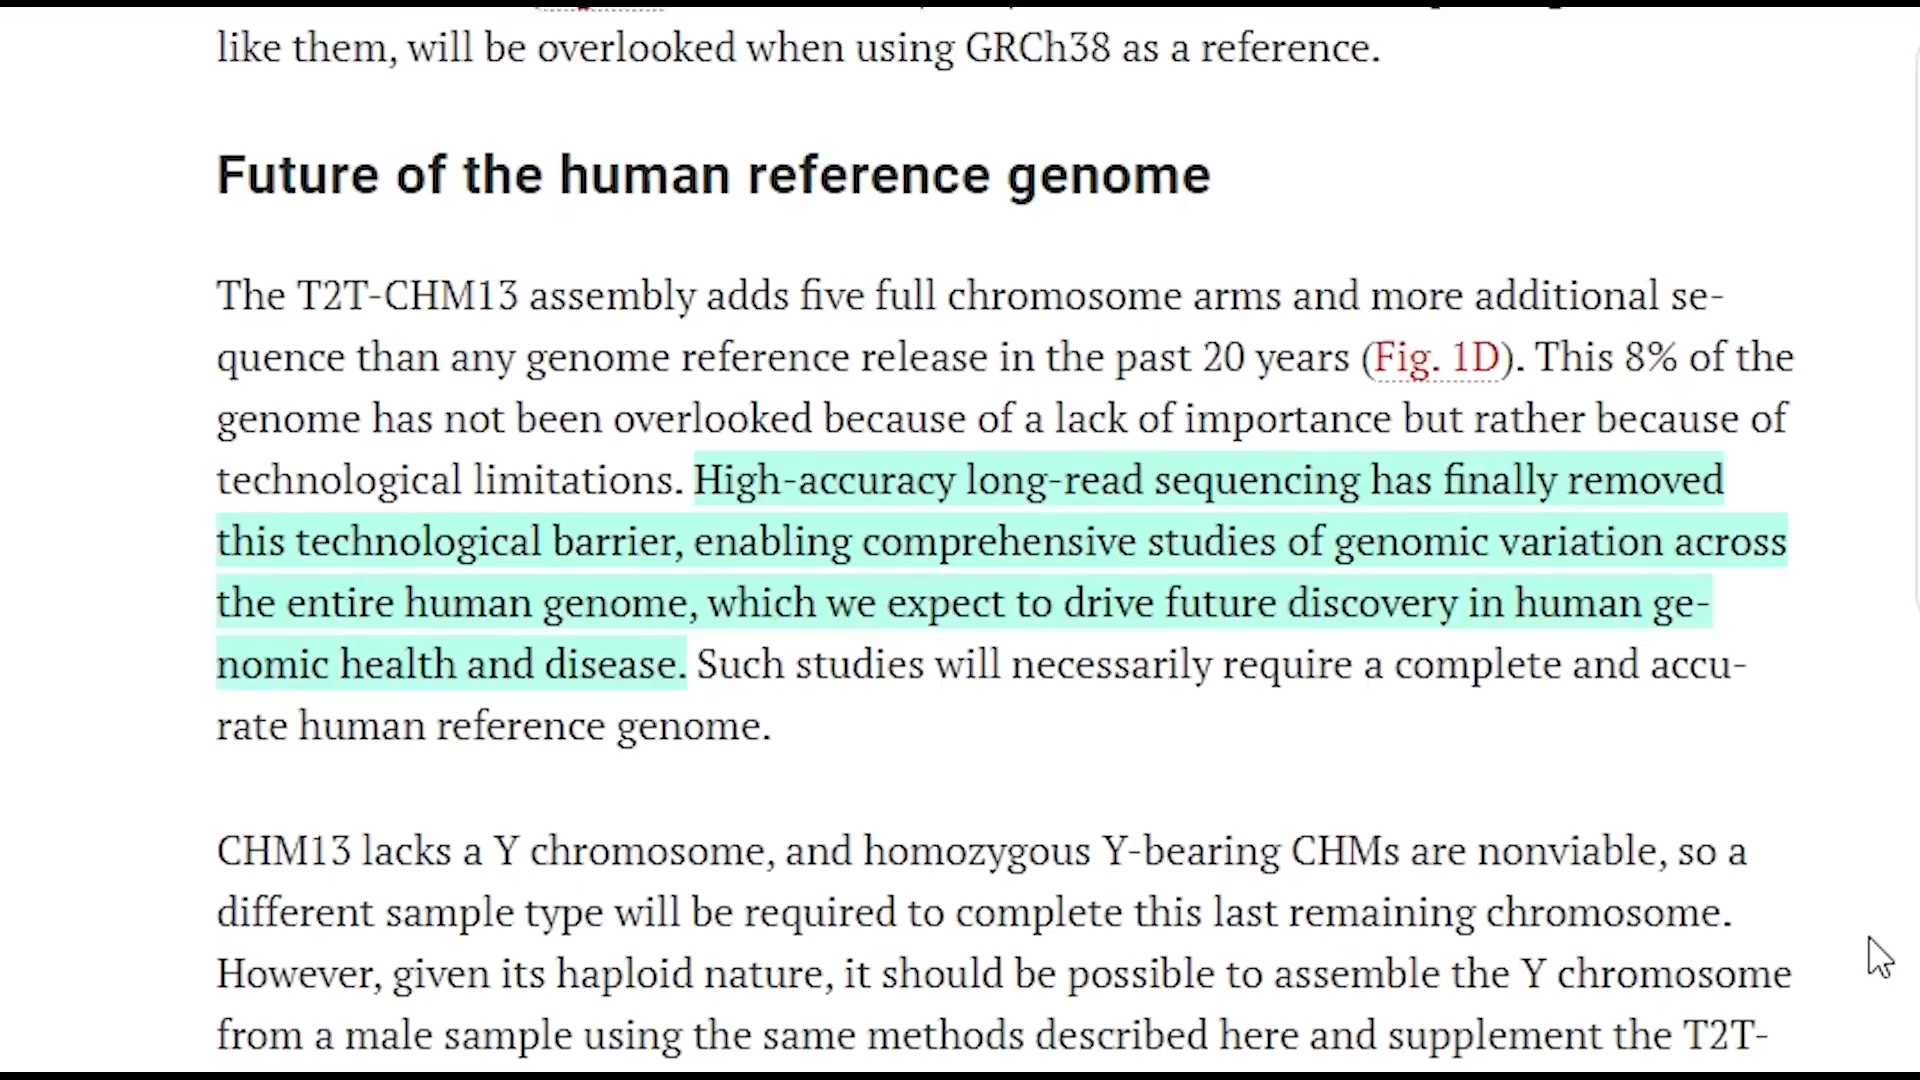 like them, will be overlooked when using GRCh38 as a reference.
Future of the human reference genome
The T2T-CHM13 assembly adds five full chromosome arms and more additional se-
quence than any genome reference release in the past 20 years (Fig. 1D). This 8% of the
genome has not been overlooked because of a lack of importance but rather because of
technological limitations. High-accuracy long-read sequencing has finally removed
this technological barrier, enabling comprehensive studies of genomic variation across
the entire human genome, which we expect to drive future discovery in human ge-
nomic health and disease. Such studies will necessarily require a complete and accu-
rate human reference genome.
CHM13 lacks a Y chromosome, and homozygous Y-bearing CHMs are nonviable, so a
different sample type will be required to complete this last remaining chromosome.
However, given its haploid nature, it should be possible to assemble the Y chromosome
from a male sample using the same methods described here and supplement the T2T-